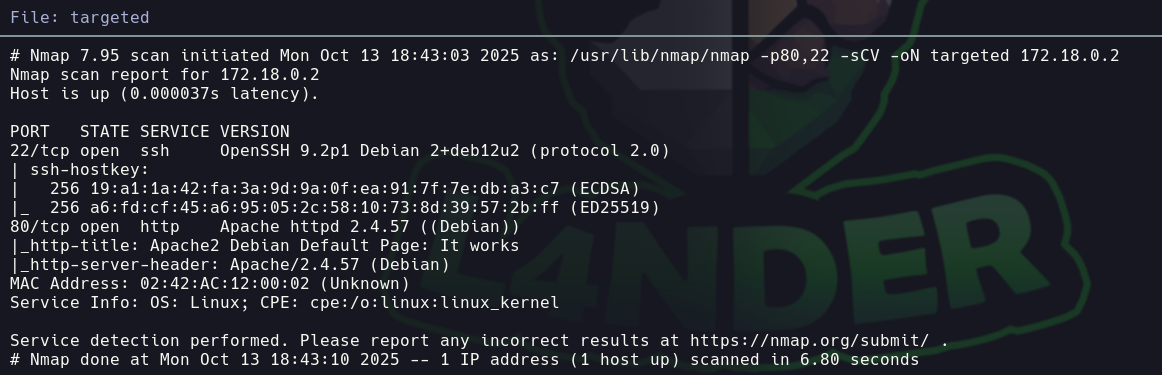 File: targeted
# Nmap 7.95 scan initiated Mon Oct 13 18:43:03 2025 as: /usr/lib/nmap/nmap -p80,22 -sCV -oN targeted 172.18.0.2
Nmap scan report for 172.18.0.2
Host is up (0.000037s latency).
PORT   STATE SERVICE VERSION
22/tcp open  ssh     OpenSSH 9.2p1 Debian 2+deb12u2 (protocol 2.0)
| ssh-hostkey:
|   256 19:a1:1a:42:fa:3a:9d:9a:0f:ea:91:7f:7e:db:a3:c7 (ECDSA)
|_  256 a6:fd:cf:45:a6:95:05:2c:58:10:73:8d:39:57:2b:ff (ED25519)
80/tcp open  http    Apache httpd 2.4.57 ((Debian))
|_http-title: Apache2 Debian Default Page: It works
|_http-server-header: Apache/2.4.57 (Debian)
MAC Address: 02:42:AC:12:00:02 (Unknown)
Service Info: OS: Linux; CPE: cpe:/o:linux:linux_kernel
Service detection performed. Please report any incorrect results at https://nmap.org/submit/ .
# Nmap done at Mon Oct 13 18:43:10 2025 -- 1 IP address (1 host up) scanned in 6.80 seconds
L4NDER